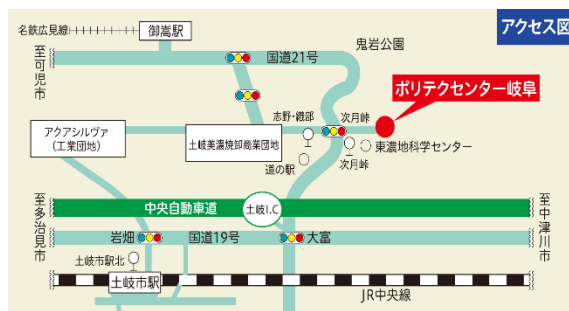 アクセス図
名鉄広見線
御嵩駅
鬼岩公園
至可児市
国道21号
ポリテクセンター岐阜
志野・織部
次月峠
アクアシルヴァ
(工業団地)
土岐美濃焼卸商業団地
道の駅
次月峠
東濃地科学センター
至多治見市
中央自動車道
土岐I.C
至中津川市
岩畑
国道19号
大富
土岐市駅北
土岐市駅
JR中央線